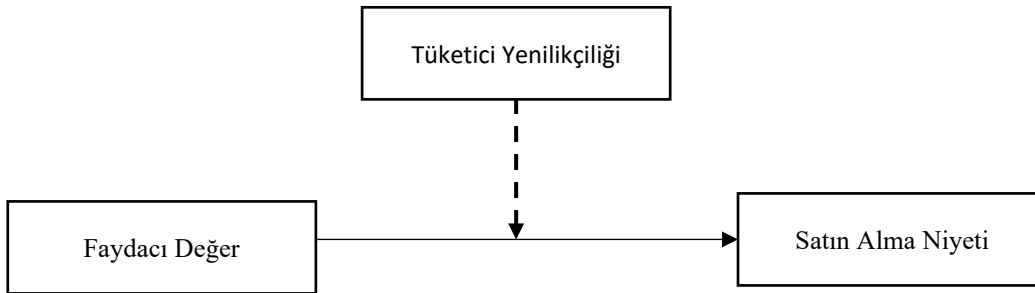 Tüketici Yenilikçiliği
Faydacı Değer
Satın Alma Niyeti